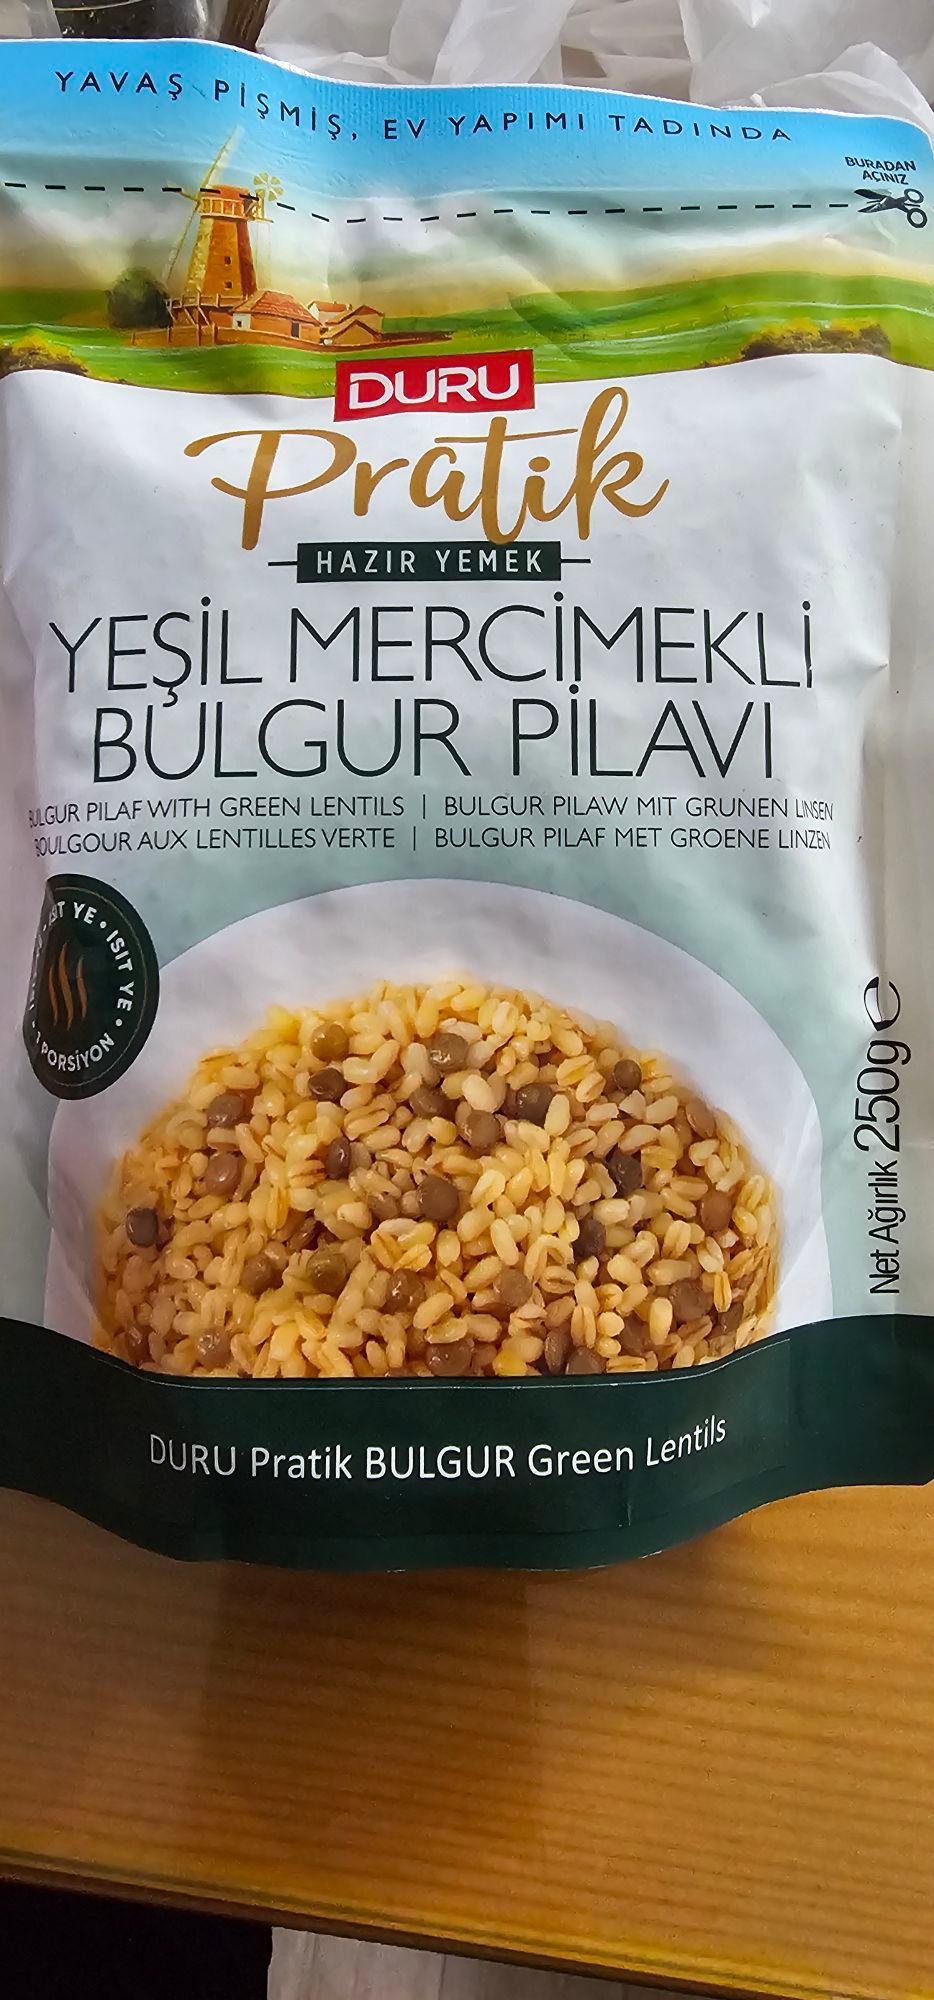 YAVAŞ PİŞMİŞ, EV YAPIMI TADINDA
BURADAN
AÇINIZ
DURU
Pratik
HAZIR YEMEK
YEŞİL MERCİMEKLİ
BULGUR PİLAVI
BULGUR PILAF WITH GREEN LENTILS | BULGUR PILAW MIT GRUNEN LINSEN
BOULGOUR AUX LENTILLES VERTE | BULGUR PILAF MET GROENE LINZEN
YE • ISIT YE •
1 PORSİYON
Net Ağırlık 250g ℮
DURU Pratik BULGUR Green Lentils